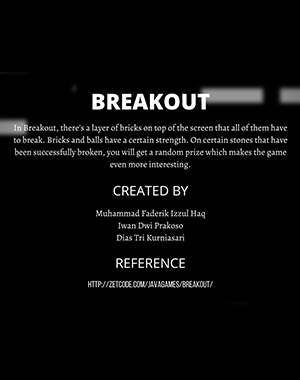 BREAKOUT
In Breakout, there's a layer of bricks on top of the screen that all of them have
to break. Bricks and balls have a certain strength. On certain stones that have
been successfully broken, you will get a random prize which makes the game
even more interesting.
CREATED BY
Muhammad Faderik Izzul Haq
Iwan Dwi Prakoso
Dias Tri Kurniasari
REFERENCE
HTTP://ZETCODE.COM/JAVAGAMES/BREAKOUT/